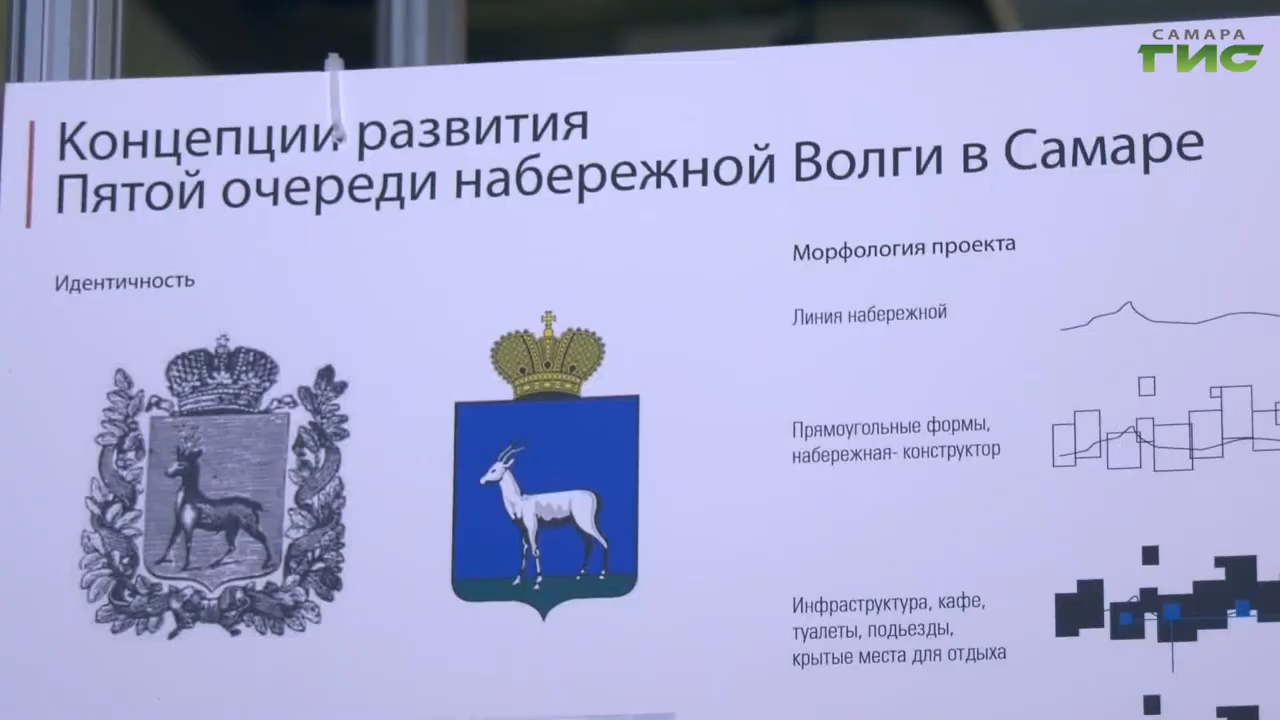 САМАРА
ГИС
Концепции развития
Пятой очереди набережной Волги в Самаре
Идентичность
Морфология проекта
Линия набережной
Прямоугольные формы,
набережная- конструктор
Инфраструктура, кафе,
туалеты, подьезды,
крытые места для отдыха